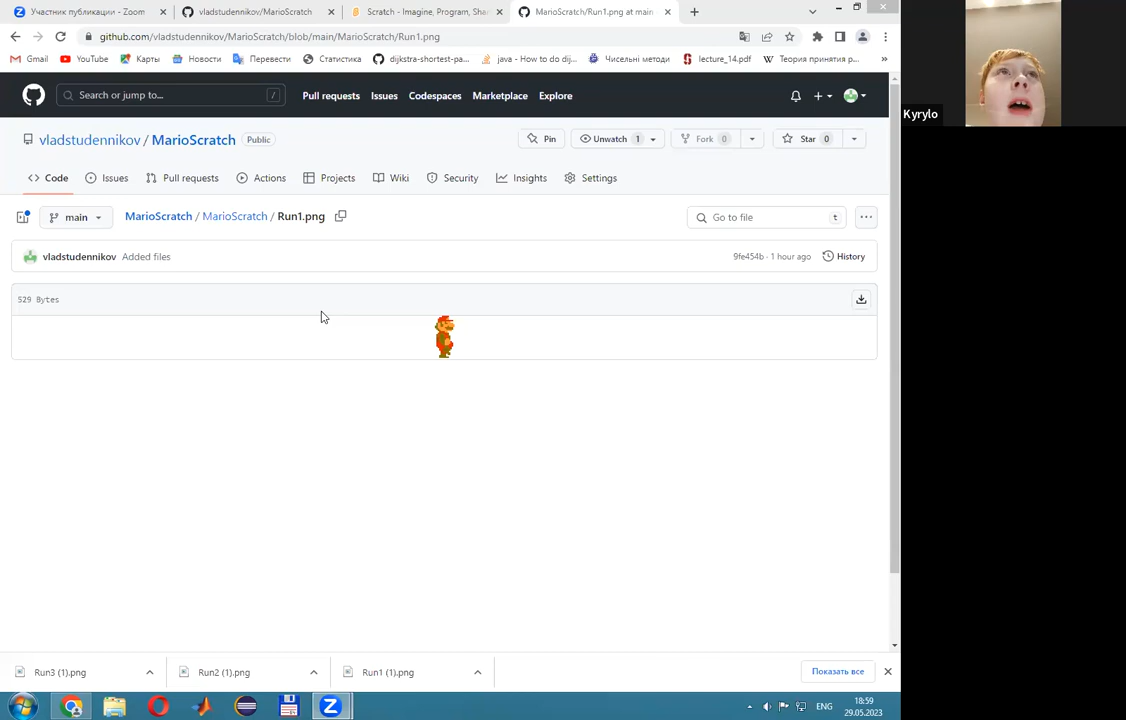 Участник публикации - Zoom
vladstudennikov/MarioScratch
Scratch - Imagine, Program, Sha
MarioScratch/Run1.png at main
github.com/vladstudennikov/MarioScratch/blob/main/MarioScratch/Run1.png
Gmail YouTube Карты Новости Перевести Статистика dijkstra-shortest-pa... java - How to do dij... Чисельні методи lecture_14.pdf Теория принятия р... »
Search or jump to... / Pull requests Issues Codespaces Marketplace Explore
Kyrylo
vladstudennikov / MarioScratch Public Pin Unwatch 1 Fork 0 Star 0
Code Issues Pull requests Actions Projects Wiki Security Insights Settings
main MarioScratch / MarioScratch / Run1.png Go to file t
vladstudennikov Added files 9fe454b · 1 hour ago History
529 Bytes
Run3 (1).png Run2 (1).png Run1 (1).png Показать все
ENG 18:59
29.05.2023